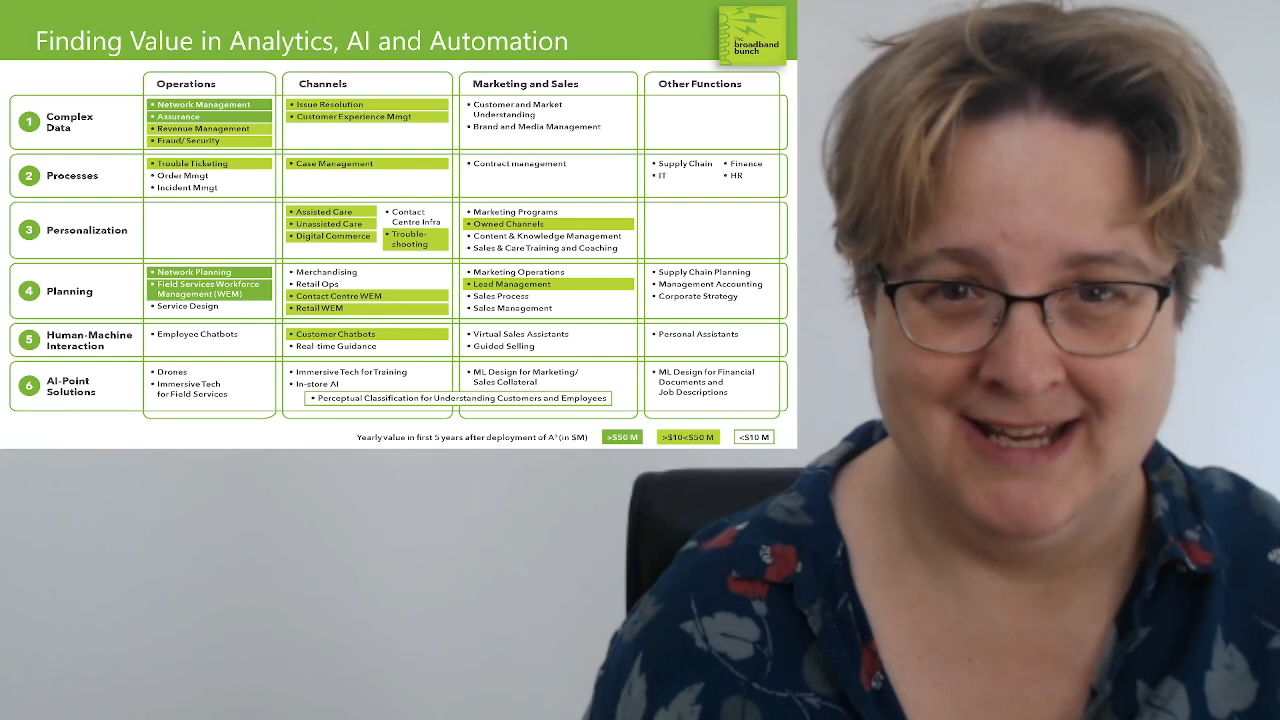 Finding Value in Analytics, AI and Automation
the
broadband
bunch
Operations
Channels
Marketing and Sales
Other Functions
1
Complex
Data
• Network Management
• Assurance
• Revenue Management
• Fraud/ Security
• Issue Resolution
• Customer Experience Mmgt
• Customer and Market
Understanding
• Brand and Media Management
2
Processes
• Trouble Ticketing
• Order Mmgt
• Incident Mmgt
• Case Management
• Contract management
• Supply Chain
• IT
• Finance
• HR
3
Personalization
• Assisted Care
• Unassisted Care
• Digital Commerce
• Contact
Centre Infra
• Trouble-
shooting
• Marketing Programs
• Owned Channels
• Content & Knowledge Management
• Sales & Care Training and Coaching
4
Planning
• Network Planning
• Field Services Workforce
Management (WEM)
• Service Design
• Merchandising
• Retail Ops
• Contact Centre WEM
• Retail WEM
• Marketing Operations
• Lead Management
• Sales Process
• Sales Management
• Supply Chain Planning
• Management Accounting
• Corporate Strategy
5
Human-Machine
Interaction
• Employee Chatbots
• Customer Chatbots
• Real-time Guidance
• Virtual Sales Assistants
• Guided Selling
• Personal Assistants
6
AI-Point
Solutions
• Drones
• Immersive Tech
for Field Services
• Immersive Tech for Training
• In-store AI
• ML Design for Marketing/
Sales Collateral
• ML Design for Financial
Documents and
Job Descriptions
• Perceptual Classification for Understanding Customers and Employees
Yearly value in first 5 years after deployment of A¹ (in $M)
>$50 M
>$10<$50 M
<$10 M